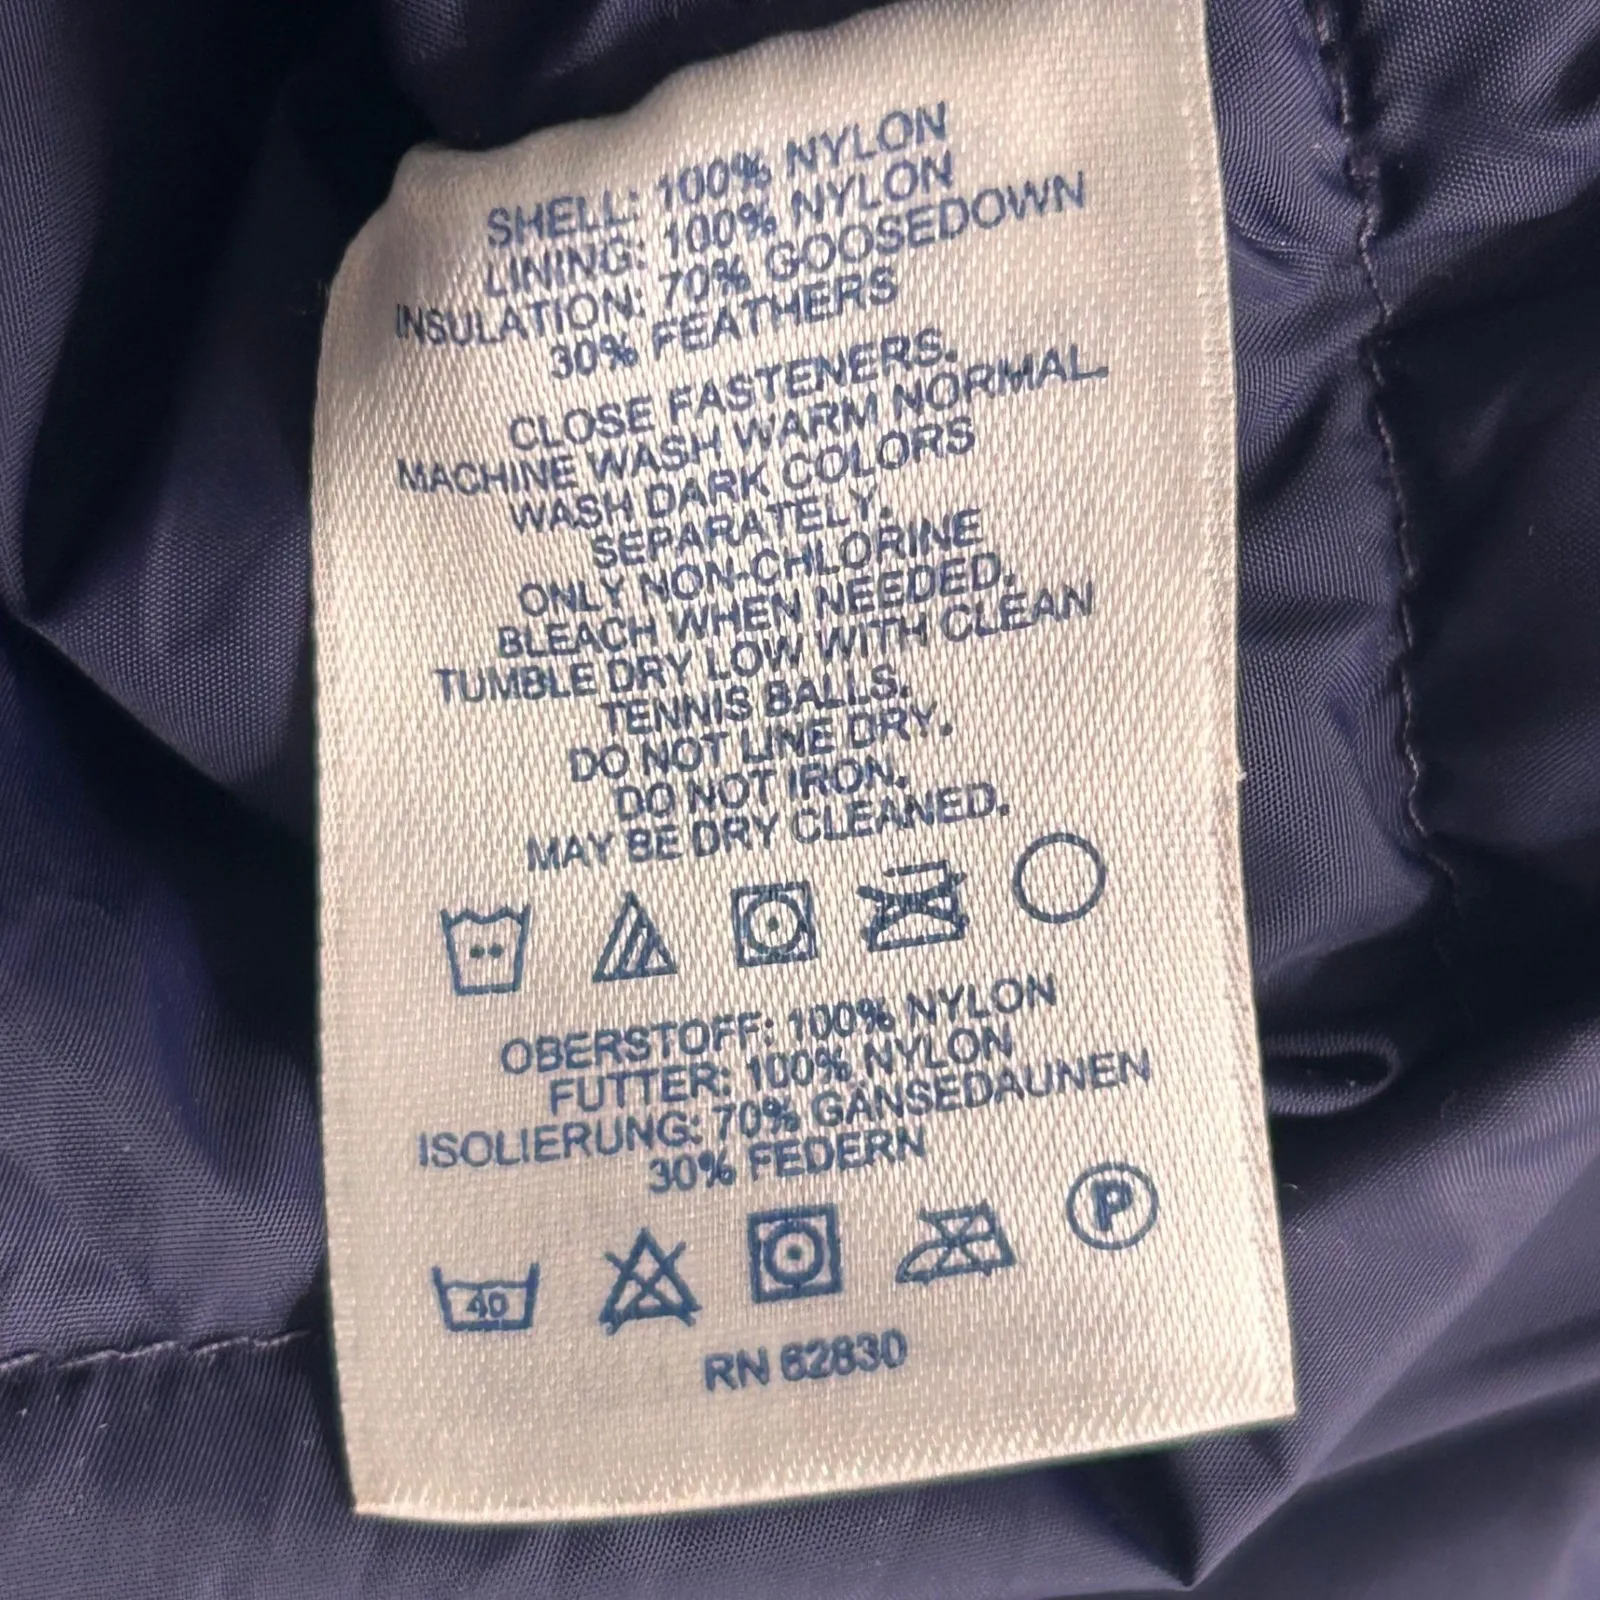 SHELL: 100% NYLON
LINING: 100% NYLON
INSULATION: 70% GOOSEDOWN
30% FEATHERS
CLOSE FASTENERS.
MACHINE WASH WARM NORMAL.
WASH DARK COLORS
SEPARATELY.
ONLY NON-CHLORINE
BLEACH WHEN NEEDED.
TUMBLE DRY LOW WITH CLEAN
TENNIS BALLS.
DO NOT LINE DRY.
DO NOT IRON.
MAY BE DRY CLEANED.
OBERSTOFF: 100% NYLON
FUTTER: 100% NYLON
ISOLIERUNG: 70% GANSEDAUNEN
30% FEDERN
40 P
RN 62830